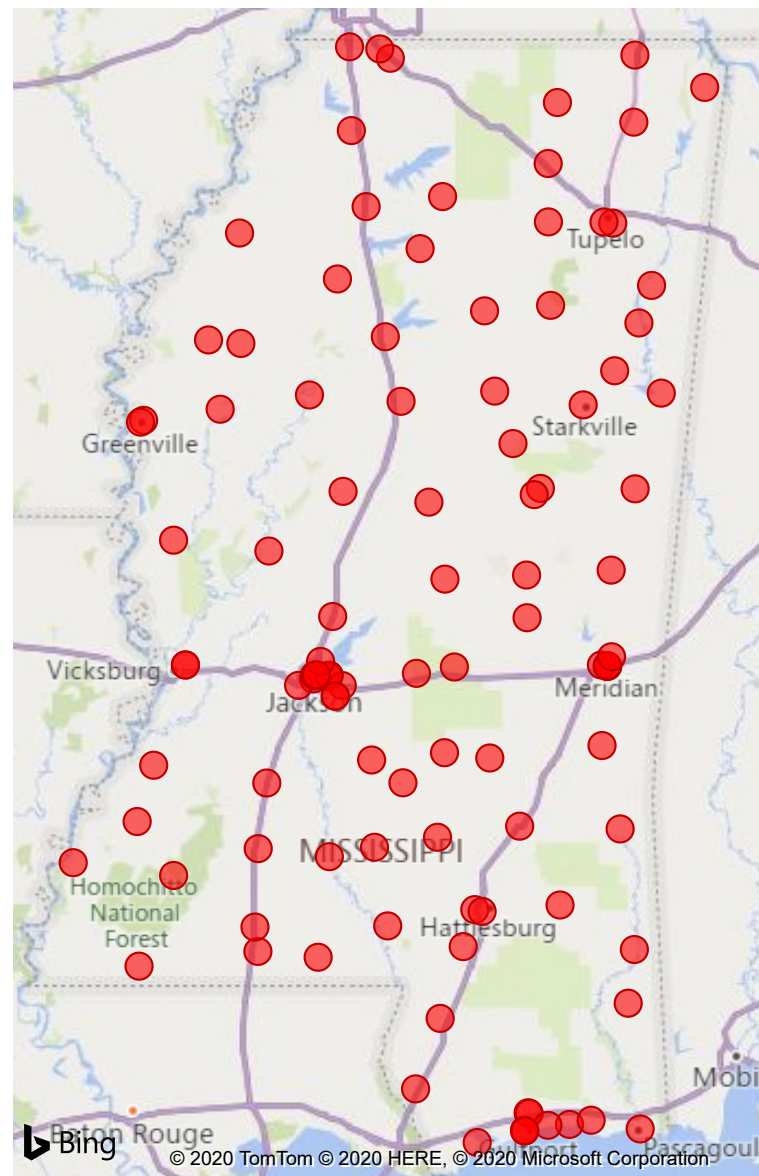 Tupelo
Starkville
Greenville
Vicksburg
Meridian
Jackson
MISSISSIPPI
Homochitto
National
Forest
Hattiesburg
Mobi
Baton Rouge
Gulfport
Pascagoul
Bing
© 2020 TomTom © 2020 HERE, © 2020 Microsoft Corporation